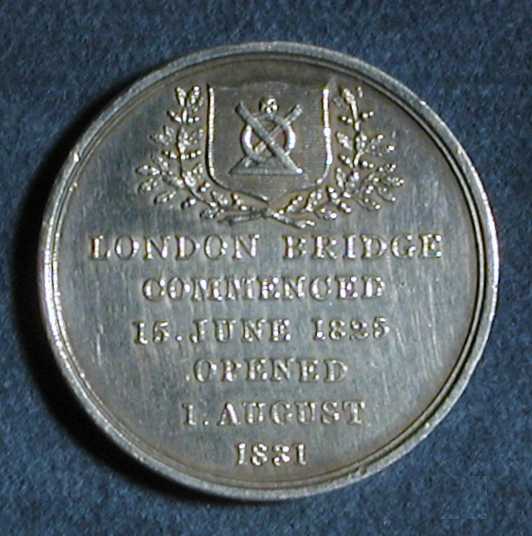 LONDON BRIDGE
COMMENCED
15. JUNE 1825
OPENED
1. AUGUST
1831